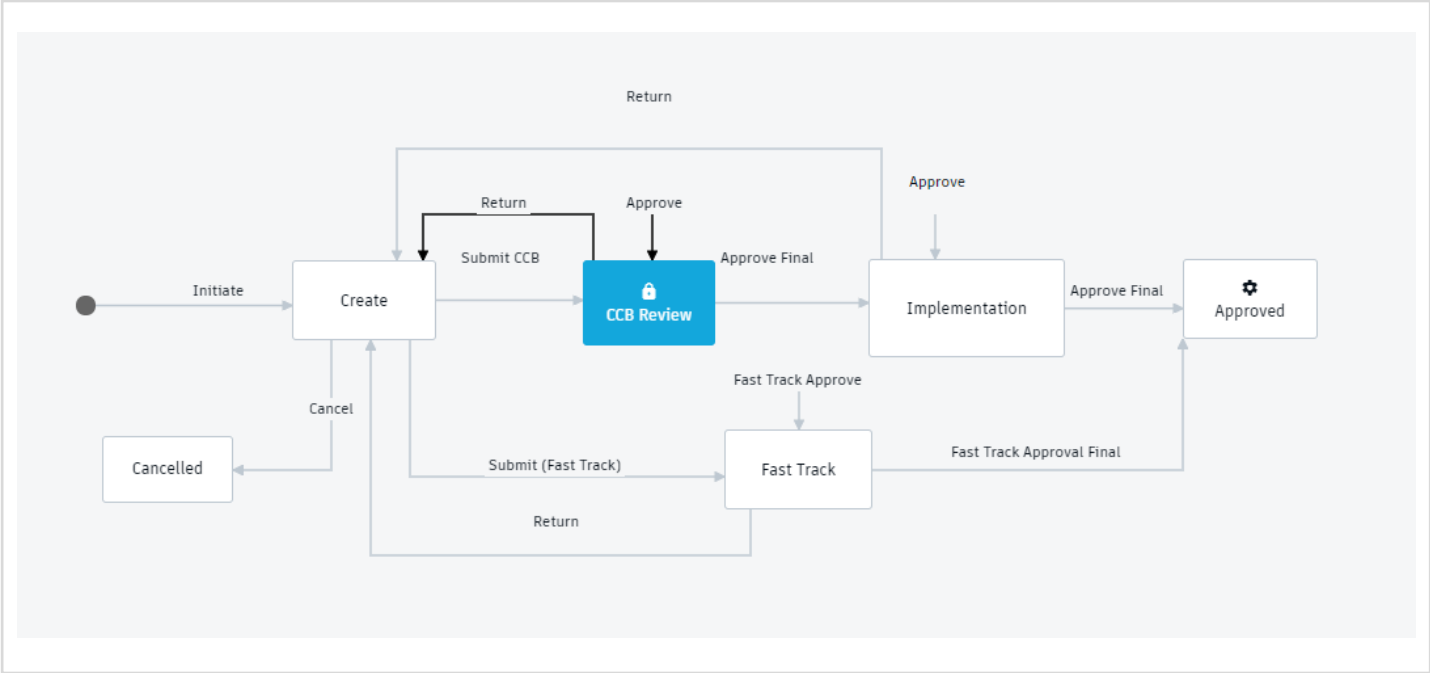 Return
Approve
Return
Approve
Submit CCB
Approve Final
Initiate
Create
CCB Review
Implementation
Approve Final
Approved
Fast Track Approve
Cancel
Cancelled
Submit (Fast Track)
Fast Track
Fast Track Approval Final
Return